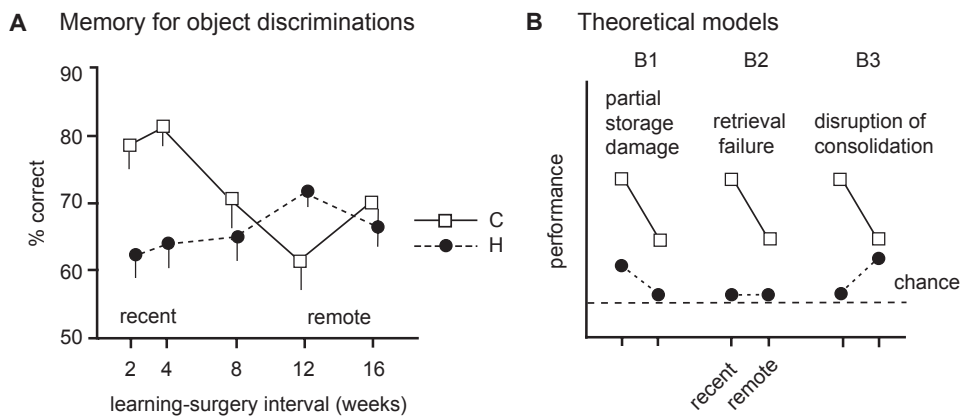 A Memory for object discriminations
90
80
70
60
50
% correct
recent
remote
2 4 8 12 16
learning-surgery interval (weeks)
C
H
B Theoretical models
B1 B2 B3
partial
storage
damage
retrieval
failure
disruption of
consolidation
performance
chance
recent
remote